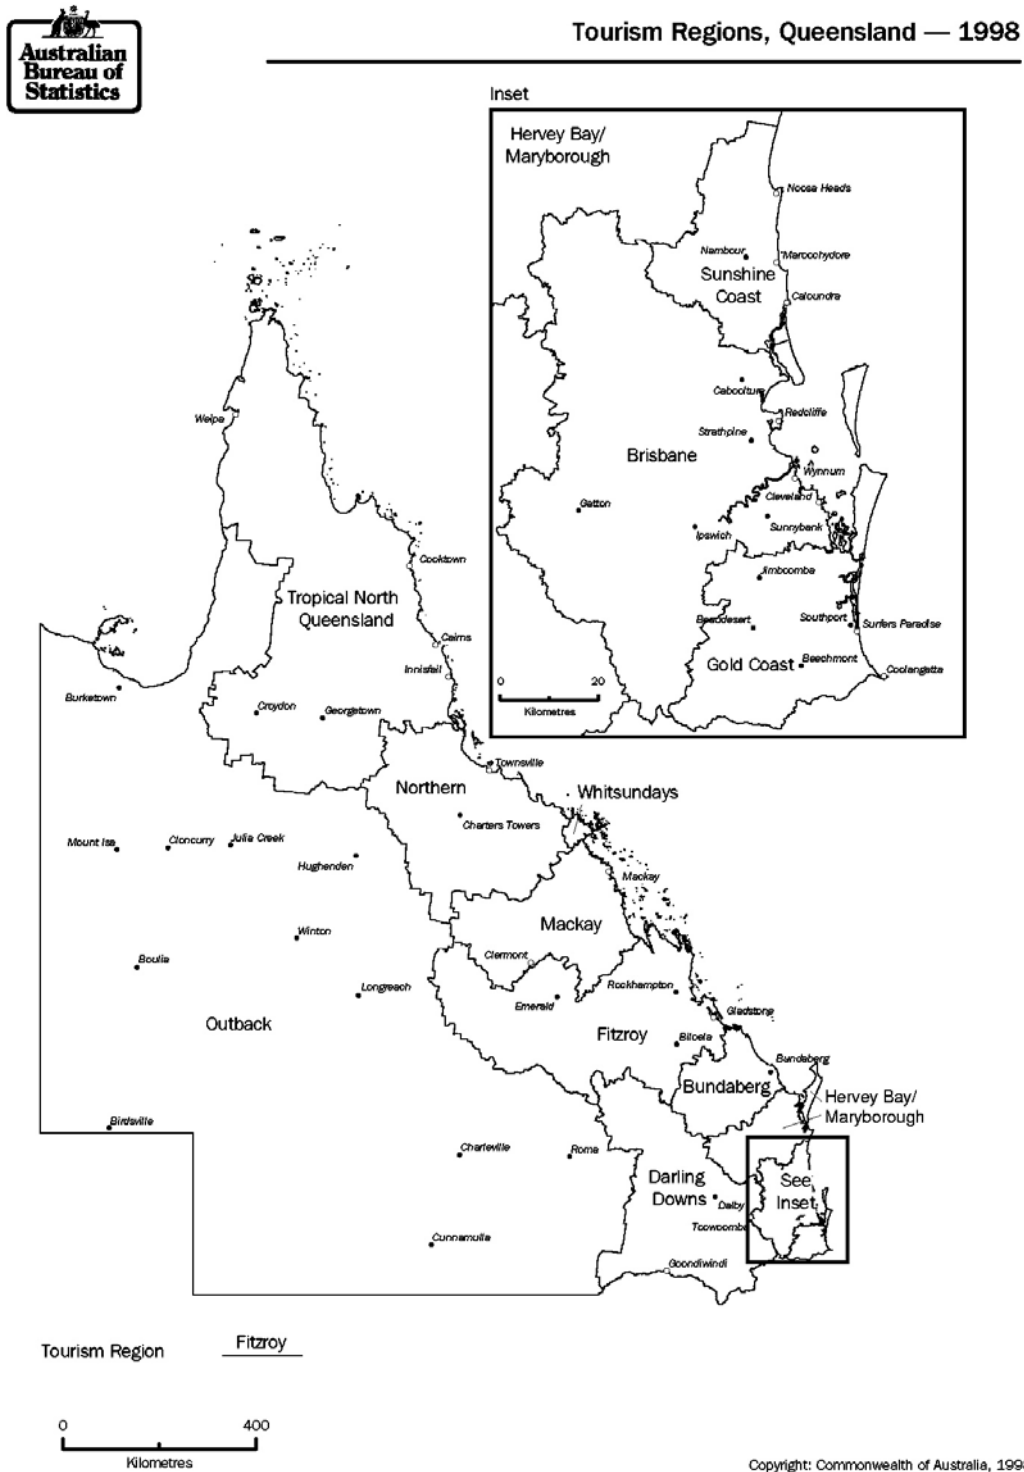 Australian
Bureau of
Statistics
Tourism Regions, Queensland — 1998
Inset
Hervey Bay/
Maryborough
Noosa Heads
Nambour
Maroochydore
Sunshine
Coast
Caloundra
Caboolture
Redcliffe
Strathpine
Brisbane
Wynnum
Cleveland
Gatton
Sunnybank
Ipswich
Jimboomba
Beaudesert
Southport
Surfers Paradise
Gold Coast
Beechmont
Coolangatta
0 20
Kilometres
Weipa
Cooktown
Tropical North
Queensland
Cairns
Innisfail
Burketown
Croydon
Georgetown
Townsville
Northern
Whitsundays
Charters Towers
Mount Isa
Cloncurry
Julia Creek
Hughenden
Mackay
Mackay
Winton
Clermont
Boulia
Longreach
Emerald
Rockhampton
Gladstone
Outback
Fitzroy
Biloela
Bundaberg
Bundaberg
Hervey Bay/
Maryborough
Birdsville
Charleville
Roma
Darling
Downs
See
Inset
Dalby
Toowoomba
Cunnamulla
Goondiwindi
Tourism Region
Fitzroy
0 400
Kilometres
Copyright: Commonwealth of Australia, 199